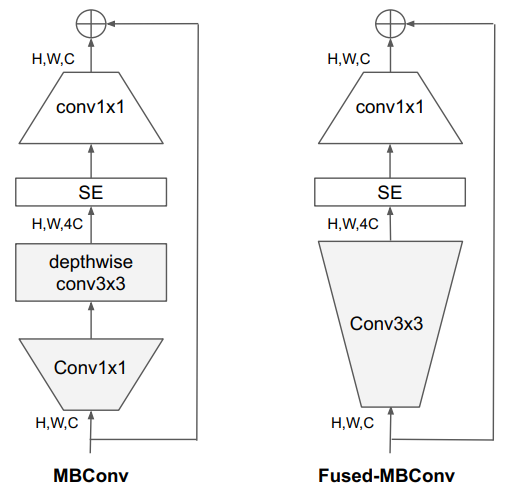 H,W,C
conv1x1
SE
H,W,4C
depthwise
conv3x3
Conv1x1
H,W,C
MBConv
H,W,C
conv1x1
SE
H,W,4C
Conv3x3
H,W,C
Fused-MBConv